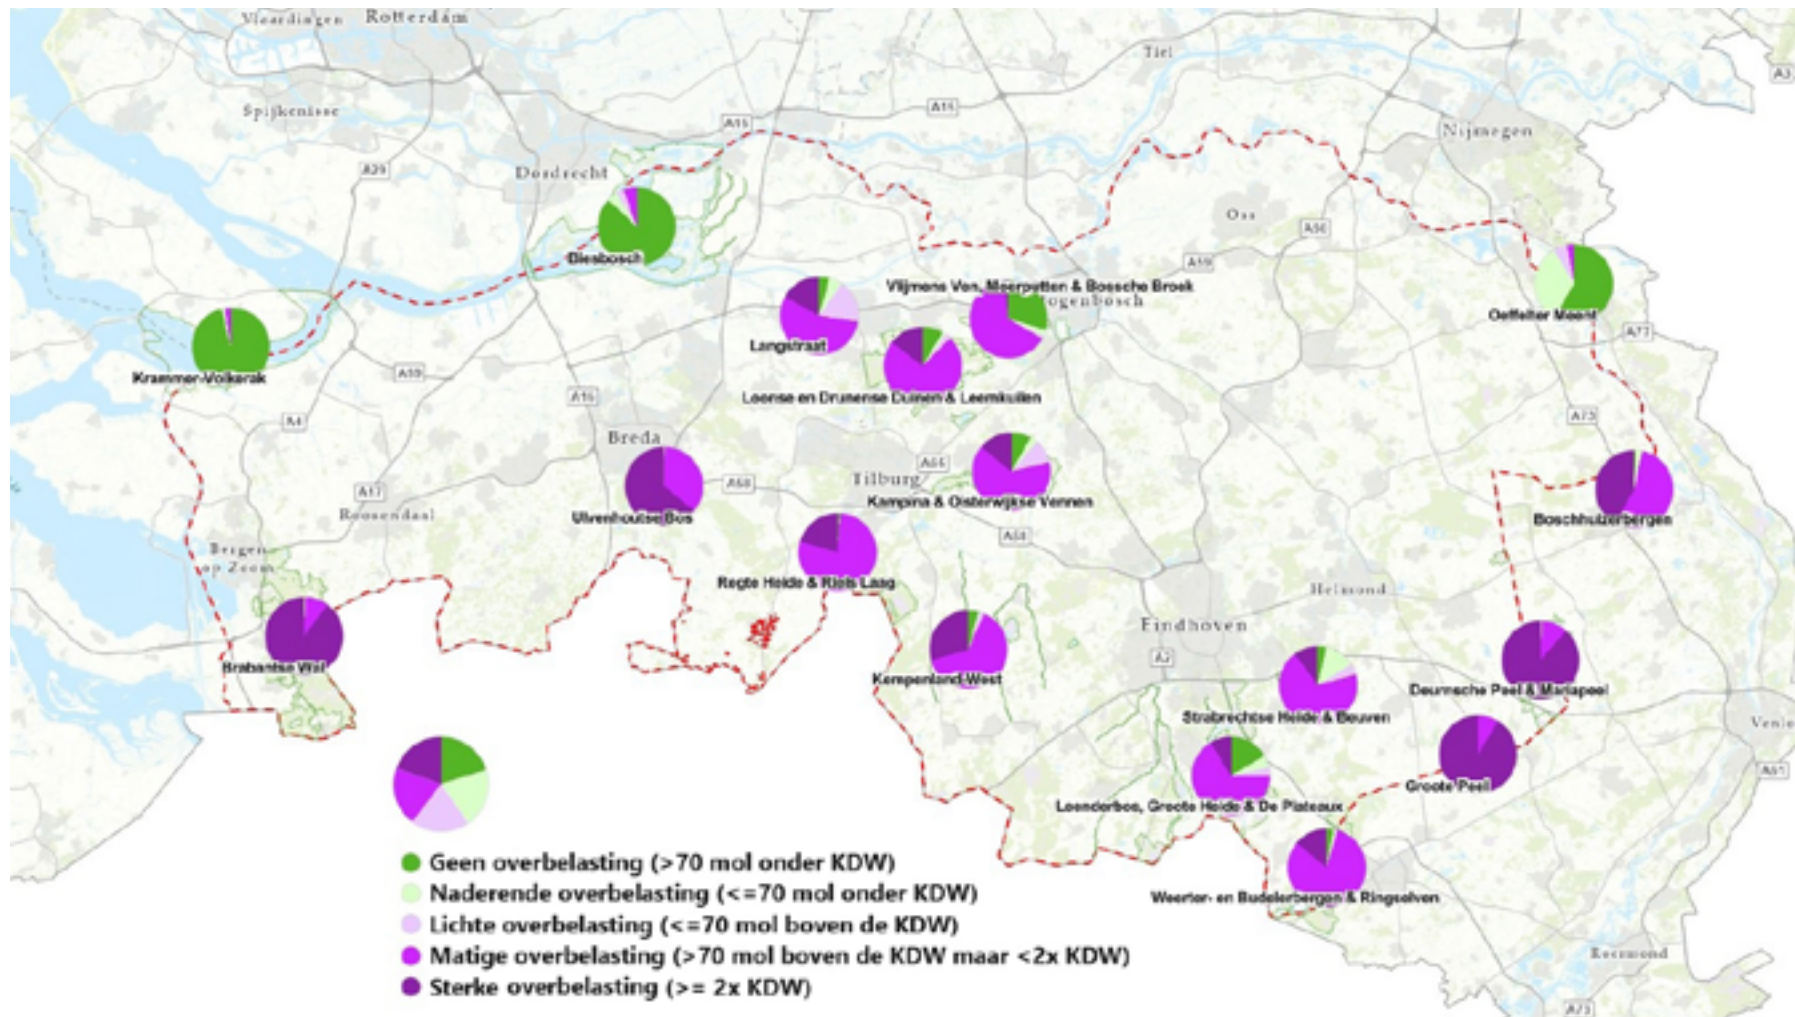 Vlaardingen
Rotterdam
Tiel
A3
Spijkenisse
A15
A15
Nijmegen
A29
Dordrecht
Oss
A50
Biesbosch
A59
Vlijmens Ven, Moerputten & Bossche Broek
togenbosch
Oeffelter Meent
A77
Langstraat
Krammer-Volkerak
A59
A16
Loonse en Drunense Duinen & Leemkuilen
A4
A73
Breda
A65
Tilburg
A58
A17
Kampina & Oisterwijkse Vennen
Roosendaal
Ulvenhoutse Bos
Boschhuizerbergen
A58
Bergen
op Zoom
Regte Heide & Riels Laag
Helmond
Eindhoven
A2
Brabantse Wal
Kempenland-West
Deurnsche Peel & Mariapeel
Strabrechtse Heide & Beuven
Venlo
A61
Groote Peel
Leenderbos, Groote Heide & De Plateaux
Geen overbelasting (>70 mol onder KDW)
Naderende overbelasting (<=70 mol onder KDW)
Weerter- en Budelerbergen & Ringselven
Lichte overbelasting (<=70 mol boven de KDW)
Matige overbelasting (>70 mol boven de KDW maar <2x KDW)
Roermond
Sterke overbelasting (>= 2x KDW)
A73